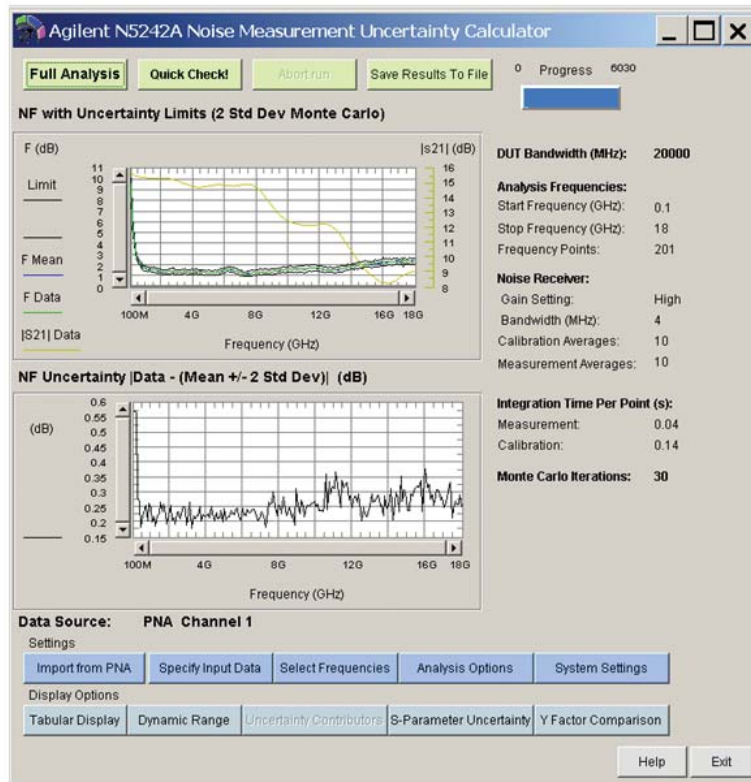 Agilent N5242A Noise Measurement Uncertainty Calculator
Full Analysis
Quick Check!
Abort run
Save Results To File
0 Progress 6030
NF with Uncertainty Limits (2 Std Dev Monte Carlo)
F (dB)
|s21| (dB)
Limit
F Mean
F Data
|S21| Data
11
10
9
8
7
6
5
4
3
2
1
0
16
15
14
13
12
11
10
9
8
100M 4G 8G 12G 16G 18G
Frequency (GHz)
NF Uncertainty |Data - (Mean +/- 2 Std Dev)| (dB)
(dB)
0.6
0.55
0.5
0.45
0.4
0.35
0.3
0.25
0.2
0.15
100M 4G 8G 12G 16G 18G
Frequency (GHz)
DUT Bandwidth (MHz): 20000
Analysis Frequencies:
Start Frequency (GHz): 0.1
Stop Frequency (GHz): 18
Frequency Points: 201
Noise Receiver:
Gain Setting: High
Bandwidth (MHz): 4
Calibration Averages: 10
Measurement Averages: 10
Integration Time Per Point (s):
Measurement: 0.04
Calibration: 0.14
Monte Carlo Iterations: 30
Data Source: PNA Channel 1
Settings
Import from PNA
Specify Input Data
Select Frequencies
Analysis Options
System Settings
Display Options
Tabular Display
Dynamic Range
Uncertainty Contributors
S-Parameter Uncertainty
Y Factor Comparison
Help
Exit